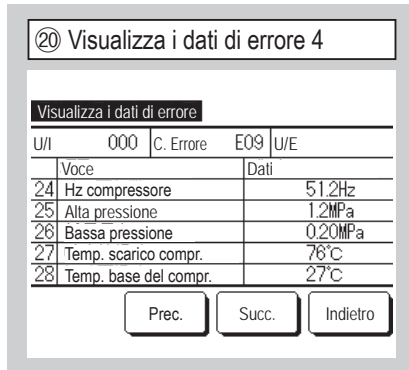 ⑳ Visualizza i dati di errore 4
Visualizza i dati di errore
U/I 000 C. Errore E09 U/E
Voce Dati
24 Hz compressore 51.2Hz
25 Alta pressione 1.2MPa
26 Bassa pressione 0.20MPa
27 Temp. scarico compr. 76°C
28 Temp. base del compr. 27°C
Prec. Succ. Indietro